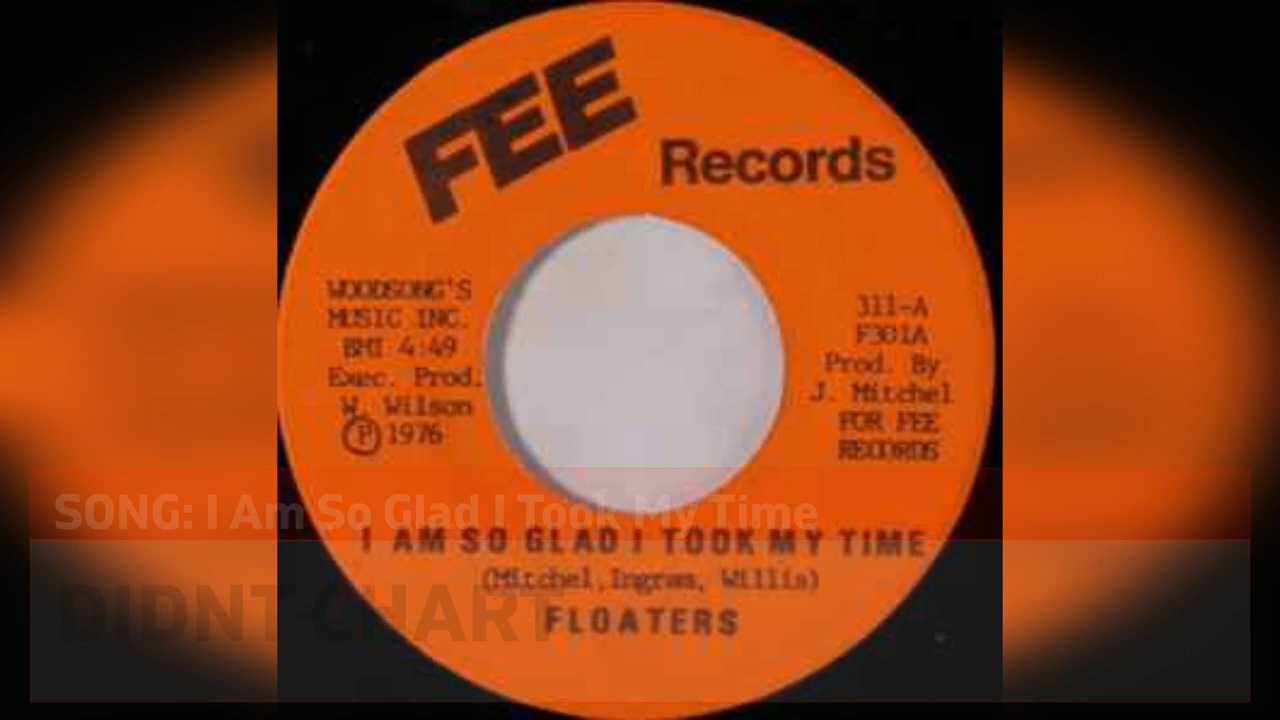 FEE
Records
WOODSONG'S
MUSIC INC.
BMI 4:49
Exec. Prod.
W. Wilson
℗ 1976
311-A
F301A
Prod. By
J. Mitchel
FOR FEE
RECORDS
SONG: I Am So Glad I Took My Time
I AM SO GLAD I TOOK MY TIME
(Mitchel, Ingram, Willis)
DIDNT CHART
FLOATERS